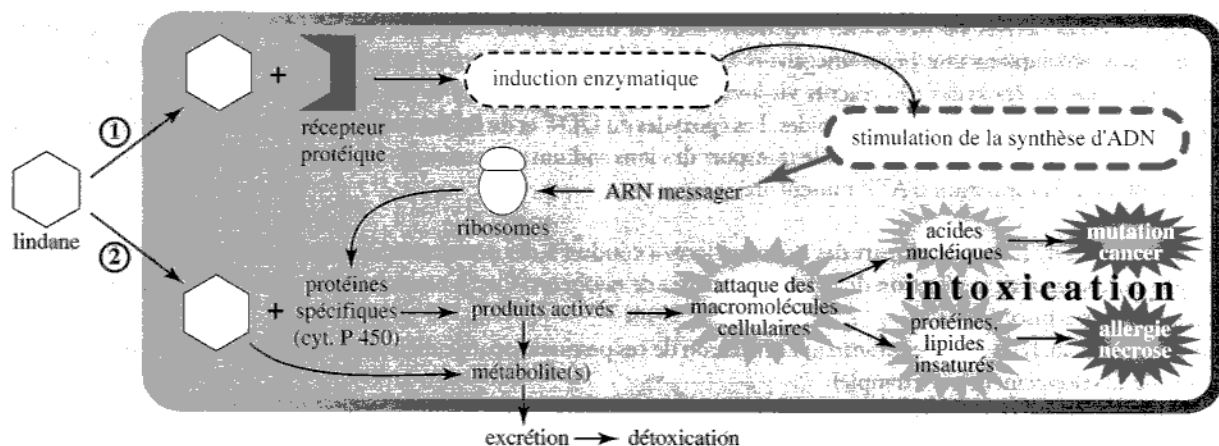 +
induction enzymatique
récepteur
protéique
stimulation de la synthèse d'ADN
1
ARN messager
ribosomes
lindane
2
acides
nucléiques
mutation
cancer
+
protéines
spécifiques
(cyt. P 450)
produits activés
attaque des
macromolécules
cellulaires
intoxication
protéines,
lipides
insaturés
allergie
nécrose
métabolite(s)
excrétion
détoxication